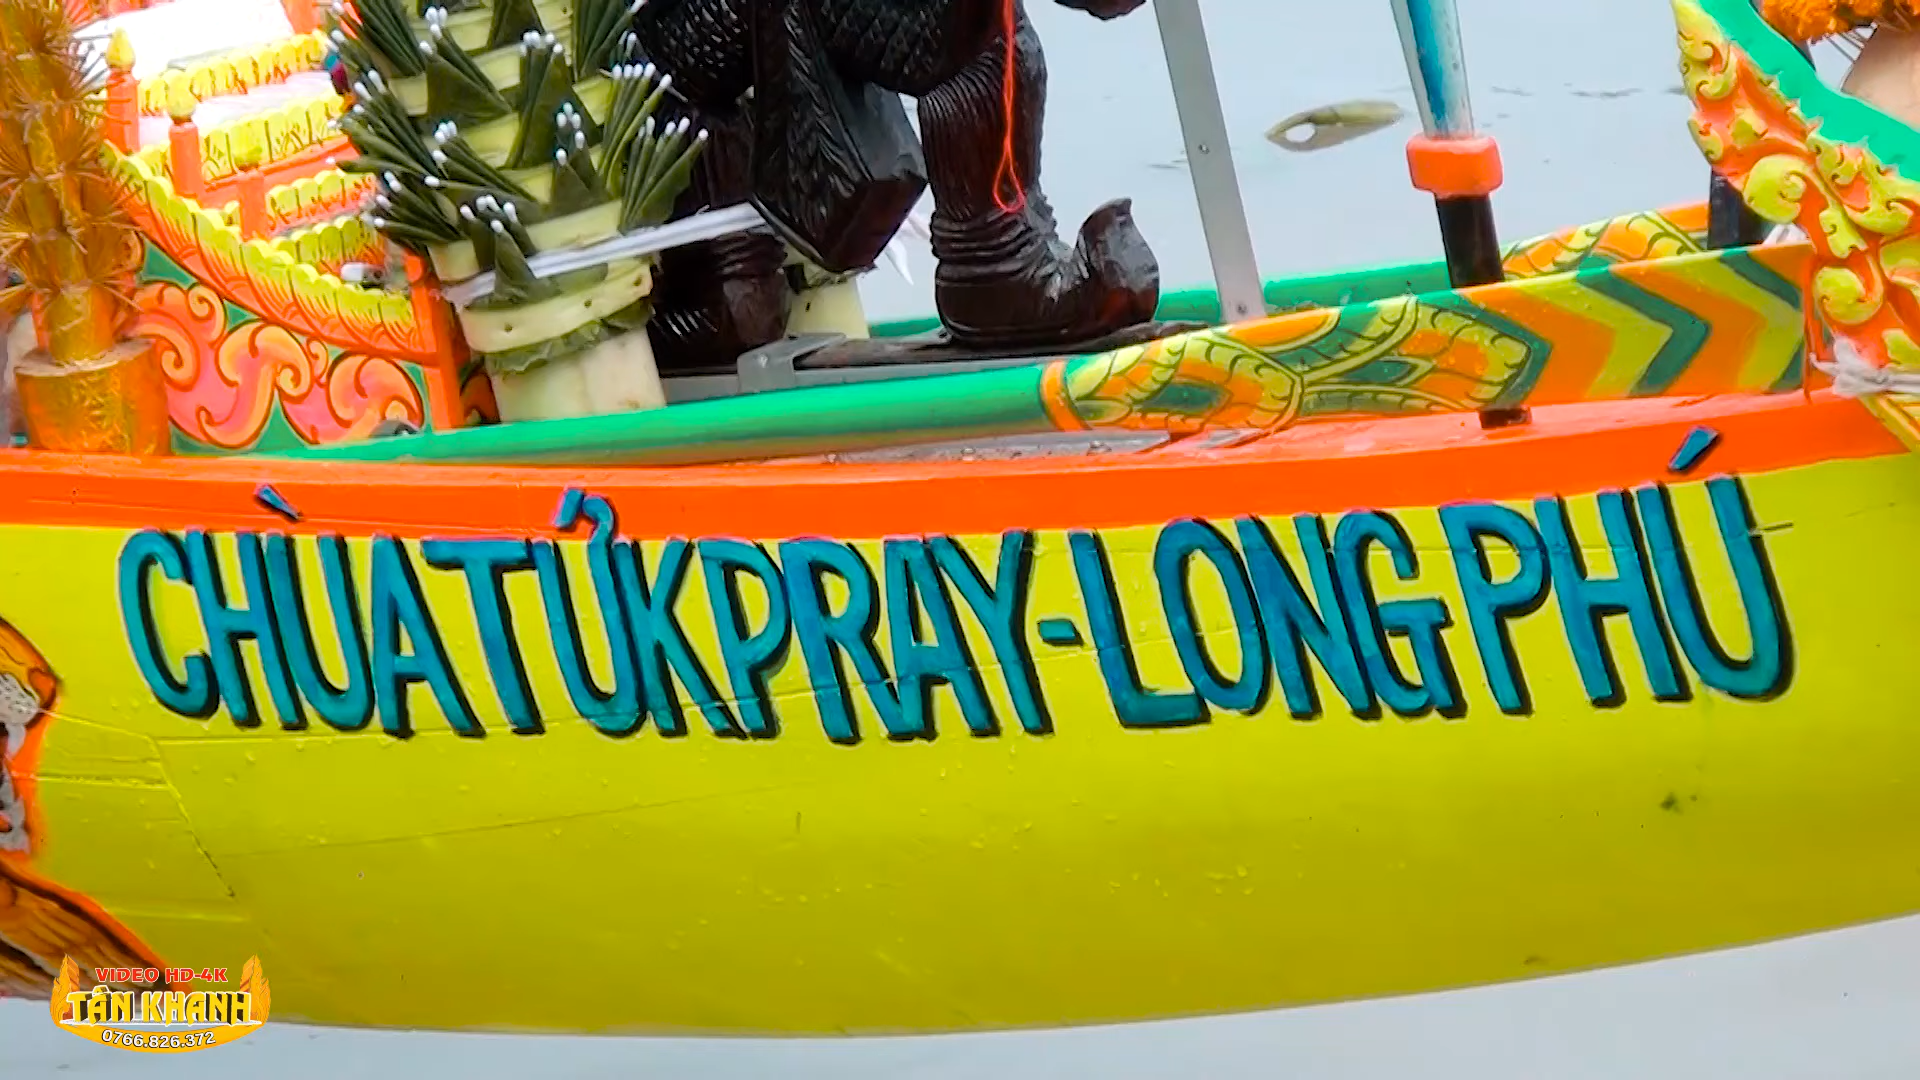 CHÙA TỨK PRAY - LONG PHÚ
VIDEO HD-4K
TÂN KHANH
0766.826.372